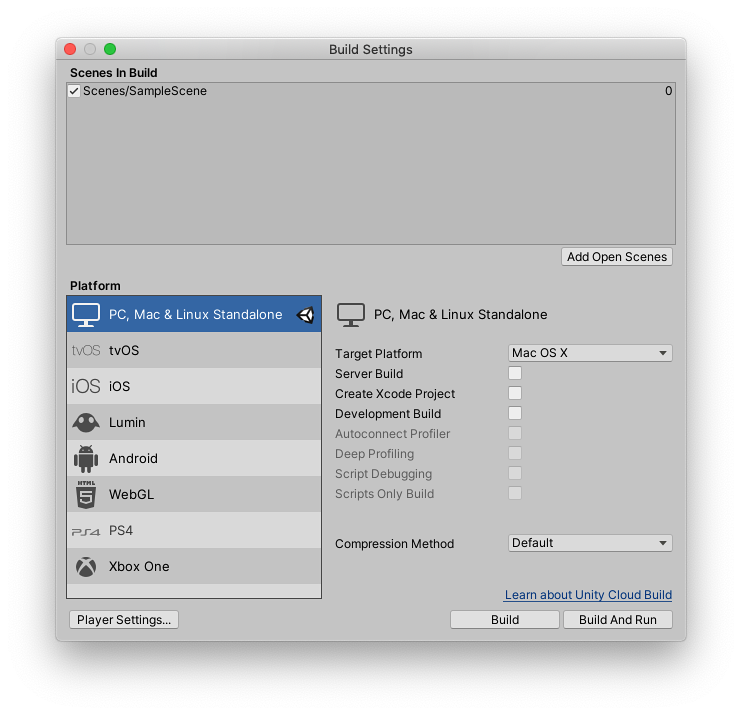 Build Settings
Scenes In Build
Scenes/SampleScene 0
Add Open Scenes
Platform
PC, Mac & Linux Standalone
tvOS tvOS
iOS iOS
Lumin
Android
HTML 5 WebGL
PS4 PS4
Xbox One
PC, Mac & Linux Standalone
Target Platform Mac OS X
Server Build
Create Xcode Project
Development Build
Autoconnect Profiler
Deep Profiling
Script Debugging
Scripts Only Build
Compression Method Default
Learn about Unity Cloud Build
Player Settings... Build Build And Run